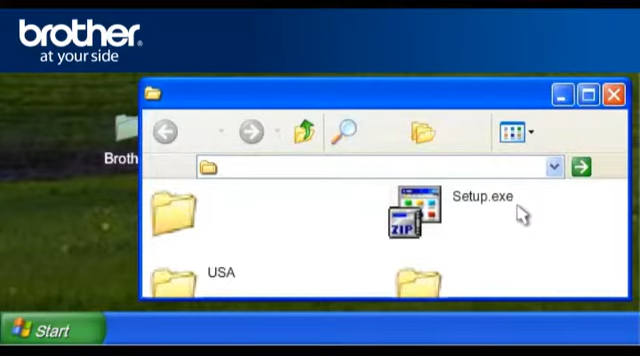 brother
at your side
Broth
Setup.exe
ZIP
USA
Start